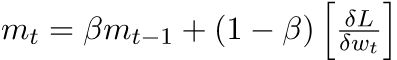 m_t = βm_{t−1} + (1 − β) [δL/δw_t]